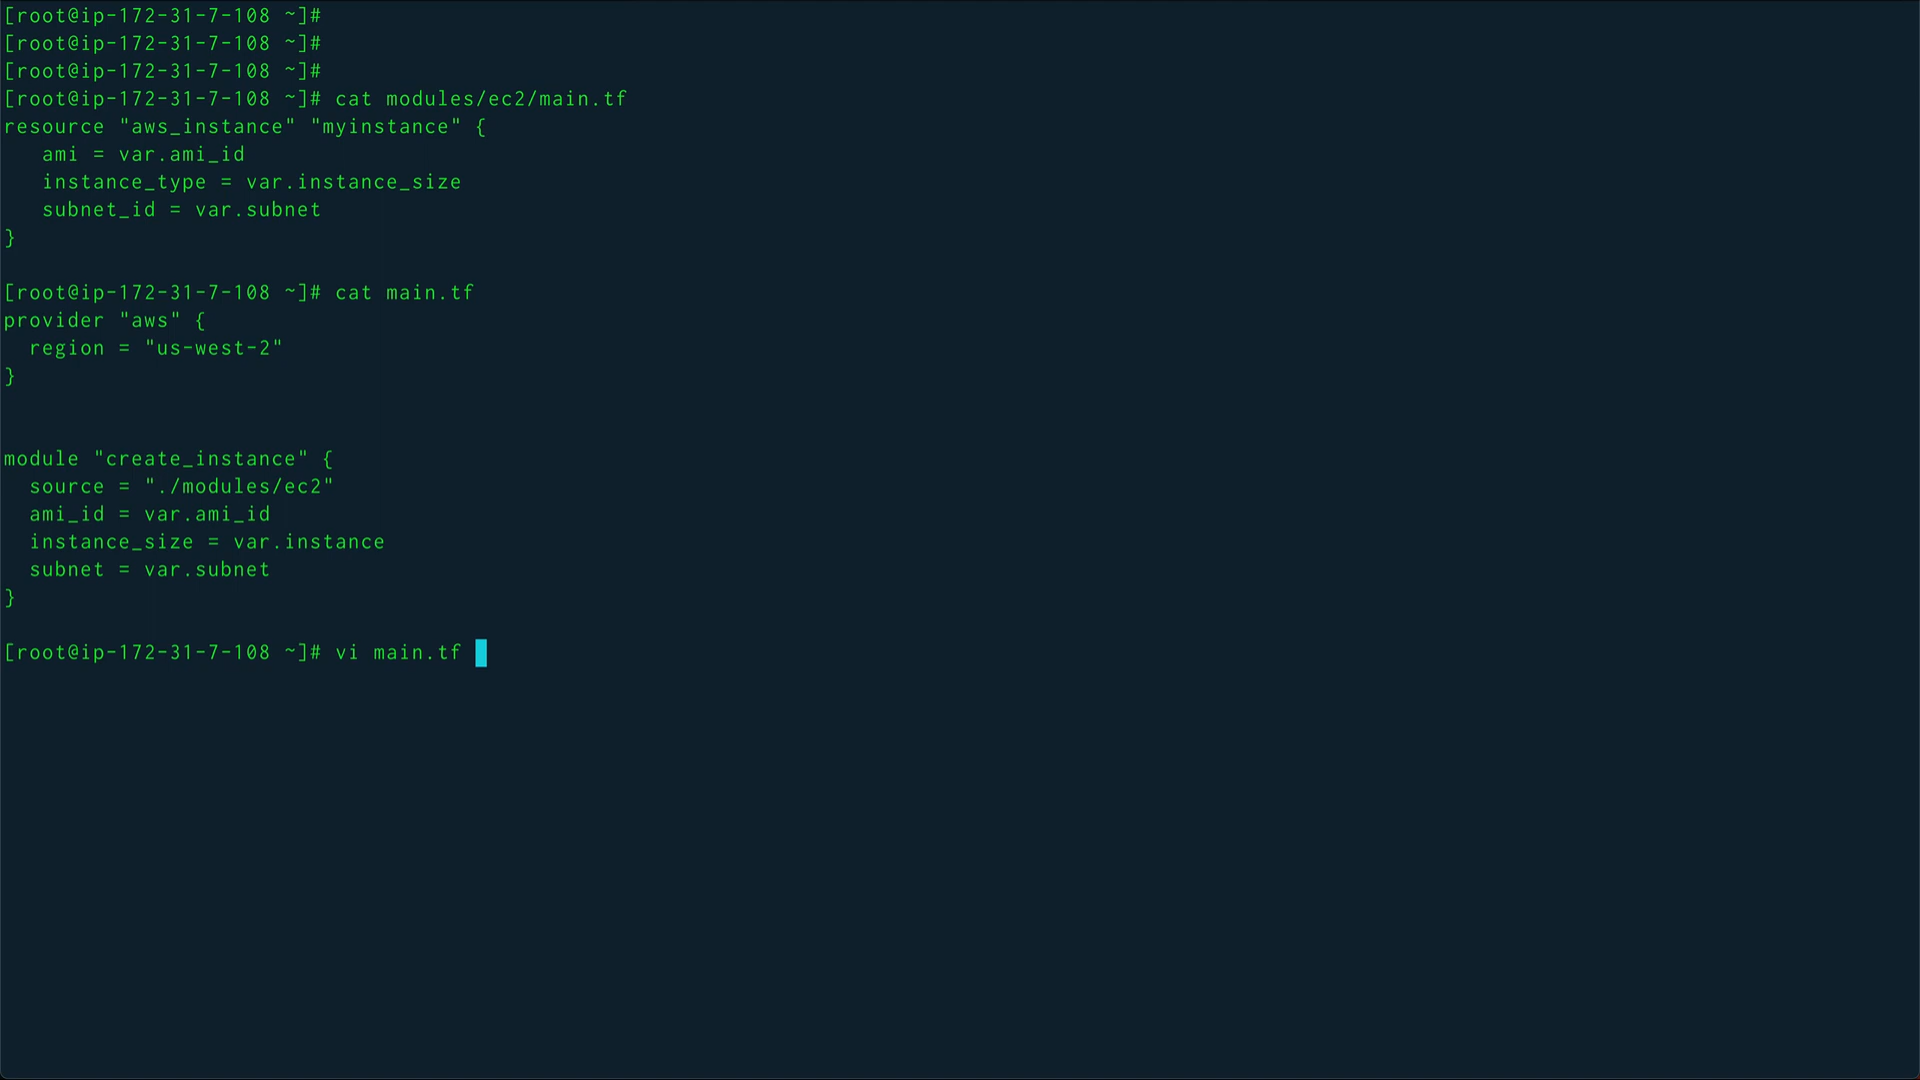 [root@ip-172-31-7-108 ~]#
[root@ip-172-31-7-108 ~]#
[root@ip-172-31-7-108 ~]#
[root@ip-172-31-7-108 ~]# cat modules/ec2/main.tf
resource "aws_instance" "myinstance" {
   ami = var.ami_id
   instance_type = var.instance_size
   subnet_id = var.subnet
}

[root@ip-172-31-7-108 ~]# cat main.tf
provider "aws" {
  region = "us-west-2"
}


module "create_instance" {
  source = "./modules/ec2"
  ami_id = var.ami_id
  instance_size = var.instance
  subnet = var.subnet
}

[root@ip-172-31-7-108 ~]# vi main.tf